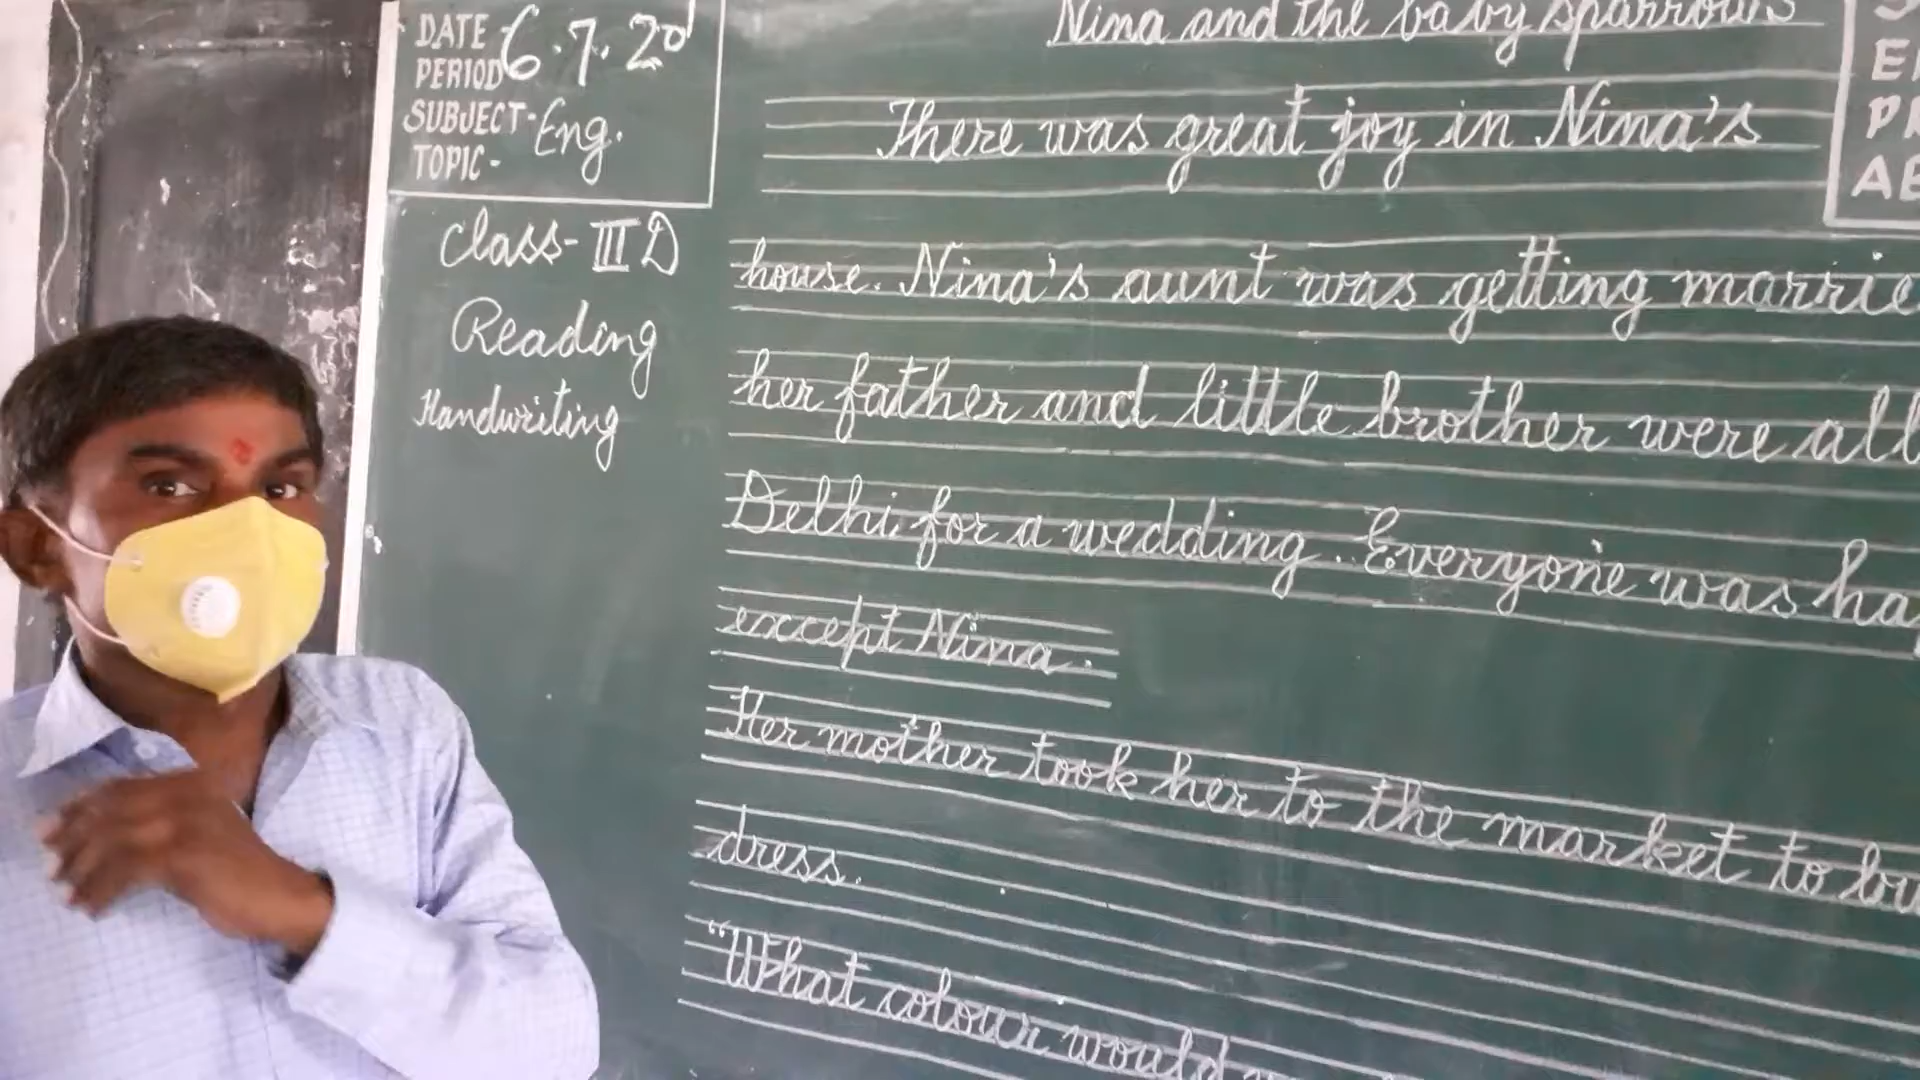 DATE - 6.7.20
PERIOD
SUBJECT - Eng.
TOPIC -
Class - III D
Reading
Handwriting
Nina and the baby sparrows
There was great joy in Nina's
house. Nina's aunt was getting marrie
her father and little brother were all
Delhi for a wedding. Everyone was ha
except Nina.
Her mother took her to the market to bu
dress.
"What colour would
E
P
AB